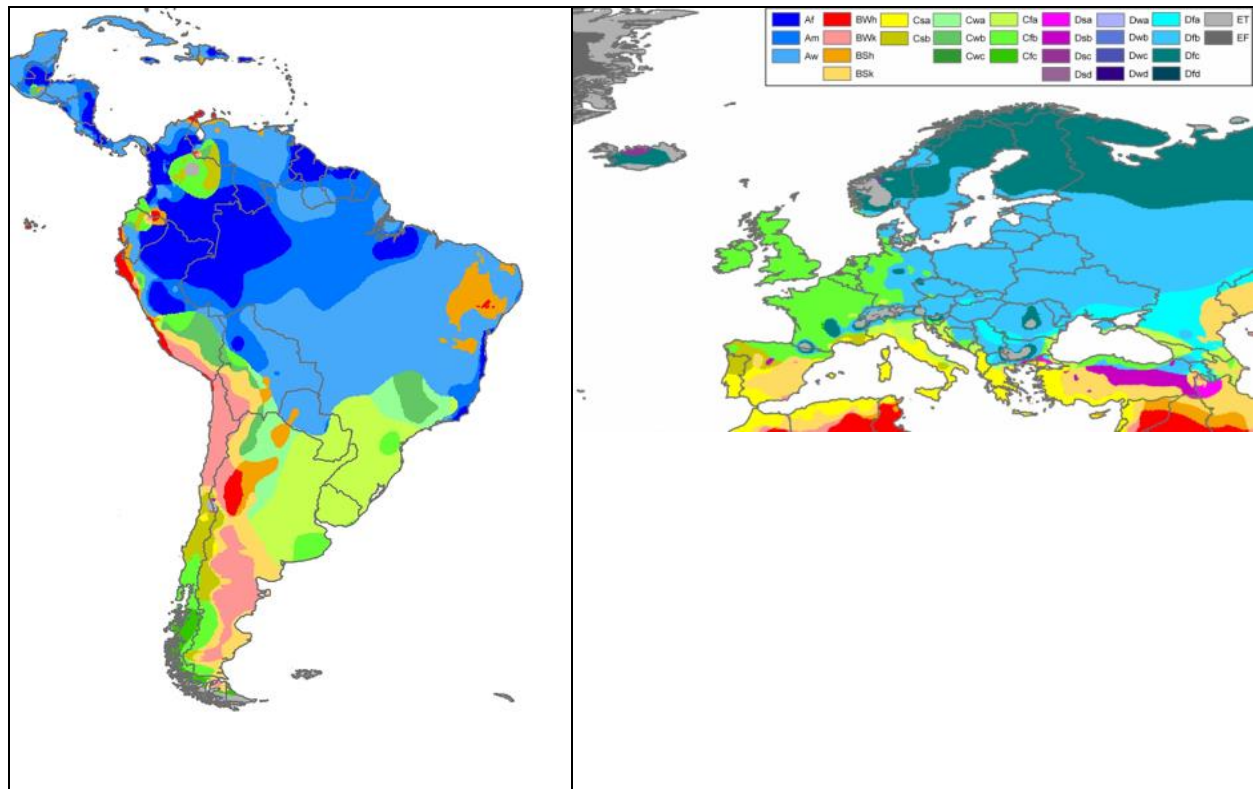 Af BWh Csa Cwa Cfa Dsa Dwa Dfa ET
Am BWk Csb Cwb Cfb Dsb Dwb Dfb EF
Aw BSh Cwc Cfc Dsc Dwc Dfc
BSk Dsd Dwd Dfd